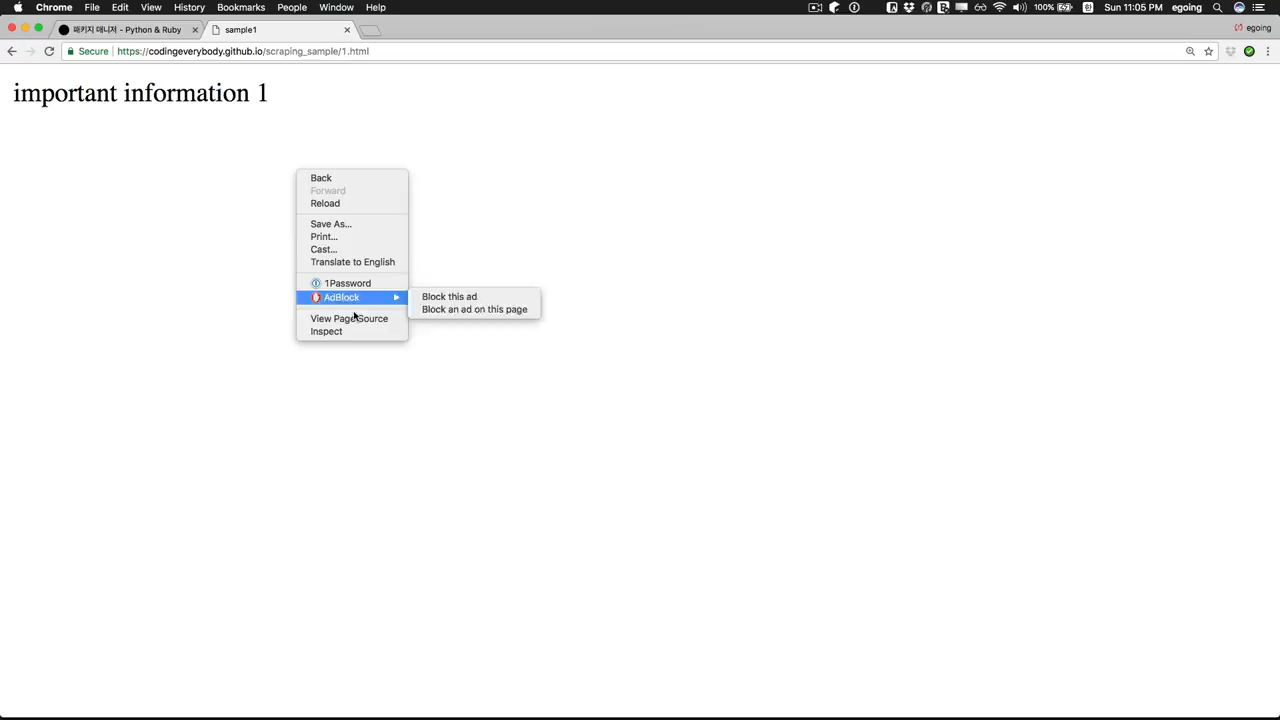 Chrome File Edit View History Bookmarks People Window Help 100% Sun 11:05 PM egoing
패키지 매니저 - Python & Ruby × sample1 × egoing
Secure https://codingeverybody.github.io/scraping_sample/1.html
important information 1
Back
Forward
Reload
Save As...
Print...
Cast...
Translate to English
1Password
AdBlock
Block this ad
Block an ad on this page
View Page Source
Inspect